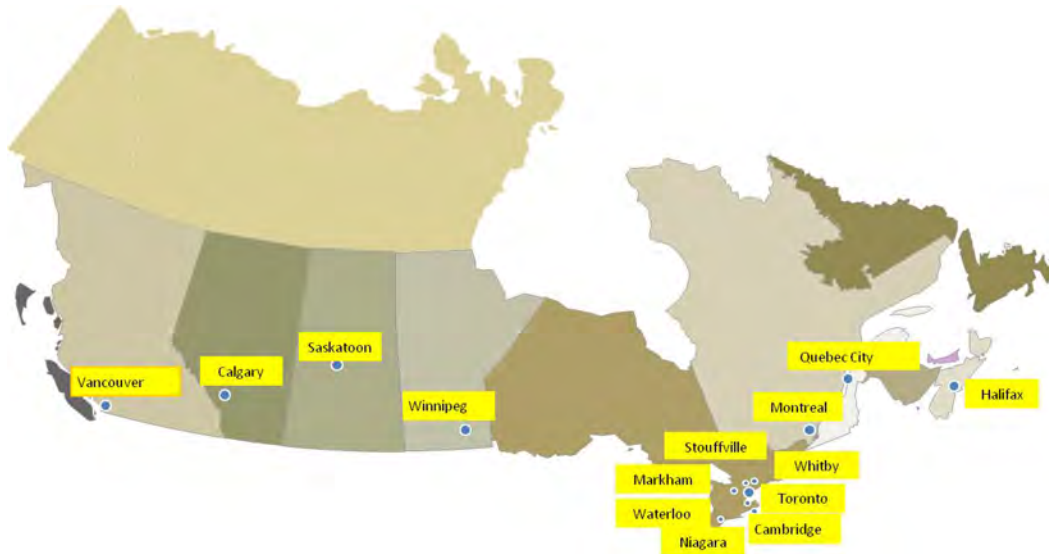 Saskatoon
Quebec City
Calgary
Vancouver
Halifax
Winnipeg
Montreal
Stouffville
Whitby
Markham
Toronto
Waterloo
Cambridge
Niagara